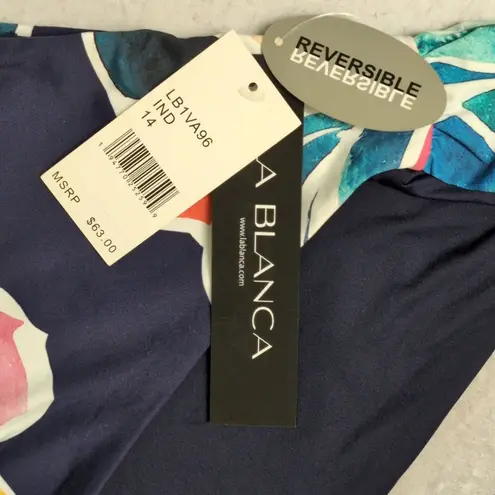 REVERSIBLE
REVERSIBLE
LB1VA96
IND
14
MSRP $63.00
A BLANCA
www.lablanca.com